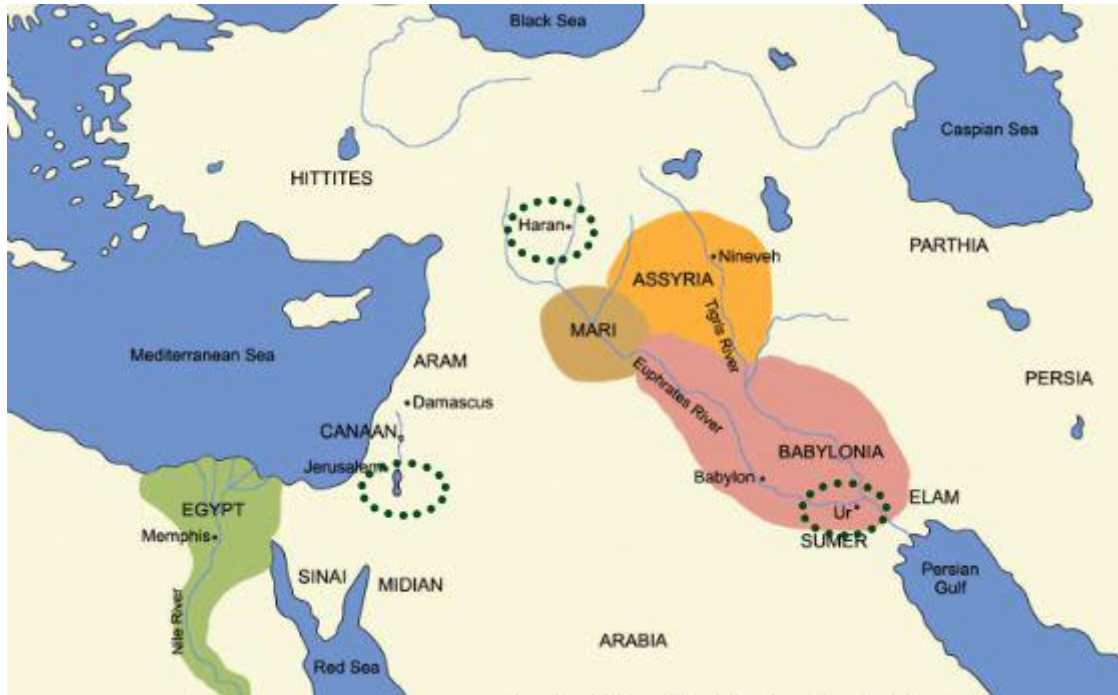 Black Sea
Caspian Sea
HITTITES
Haran
PARTHIA
Nineveh
ASSYRIA
Tigris River
MARI
Mediterranean Sea
ARAM
Euphrates River
PERSIA
Damascus
CANAAN
BABYLONIA
Jerusalem
Babylon
ELAM
EGYPT
Ur
Memphis
SUMER
Persian
Gulf
SINAI
MIDIAN
Nile River
ARABIA
Red Sea